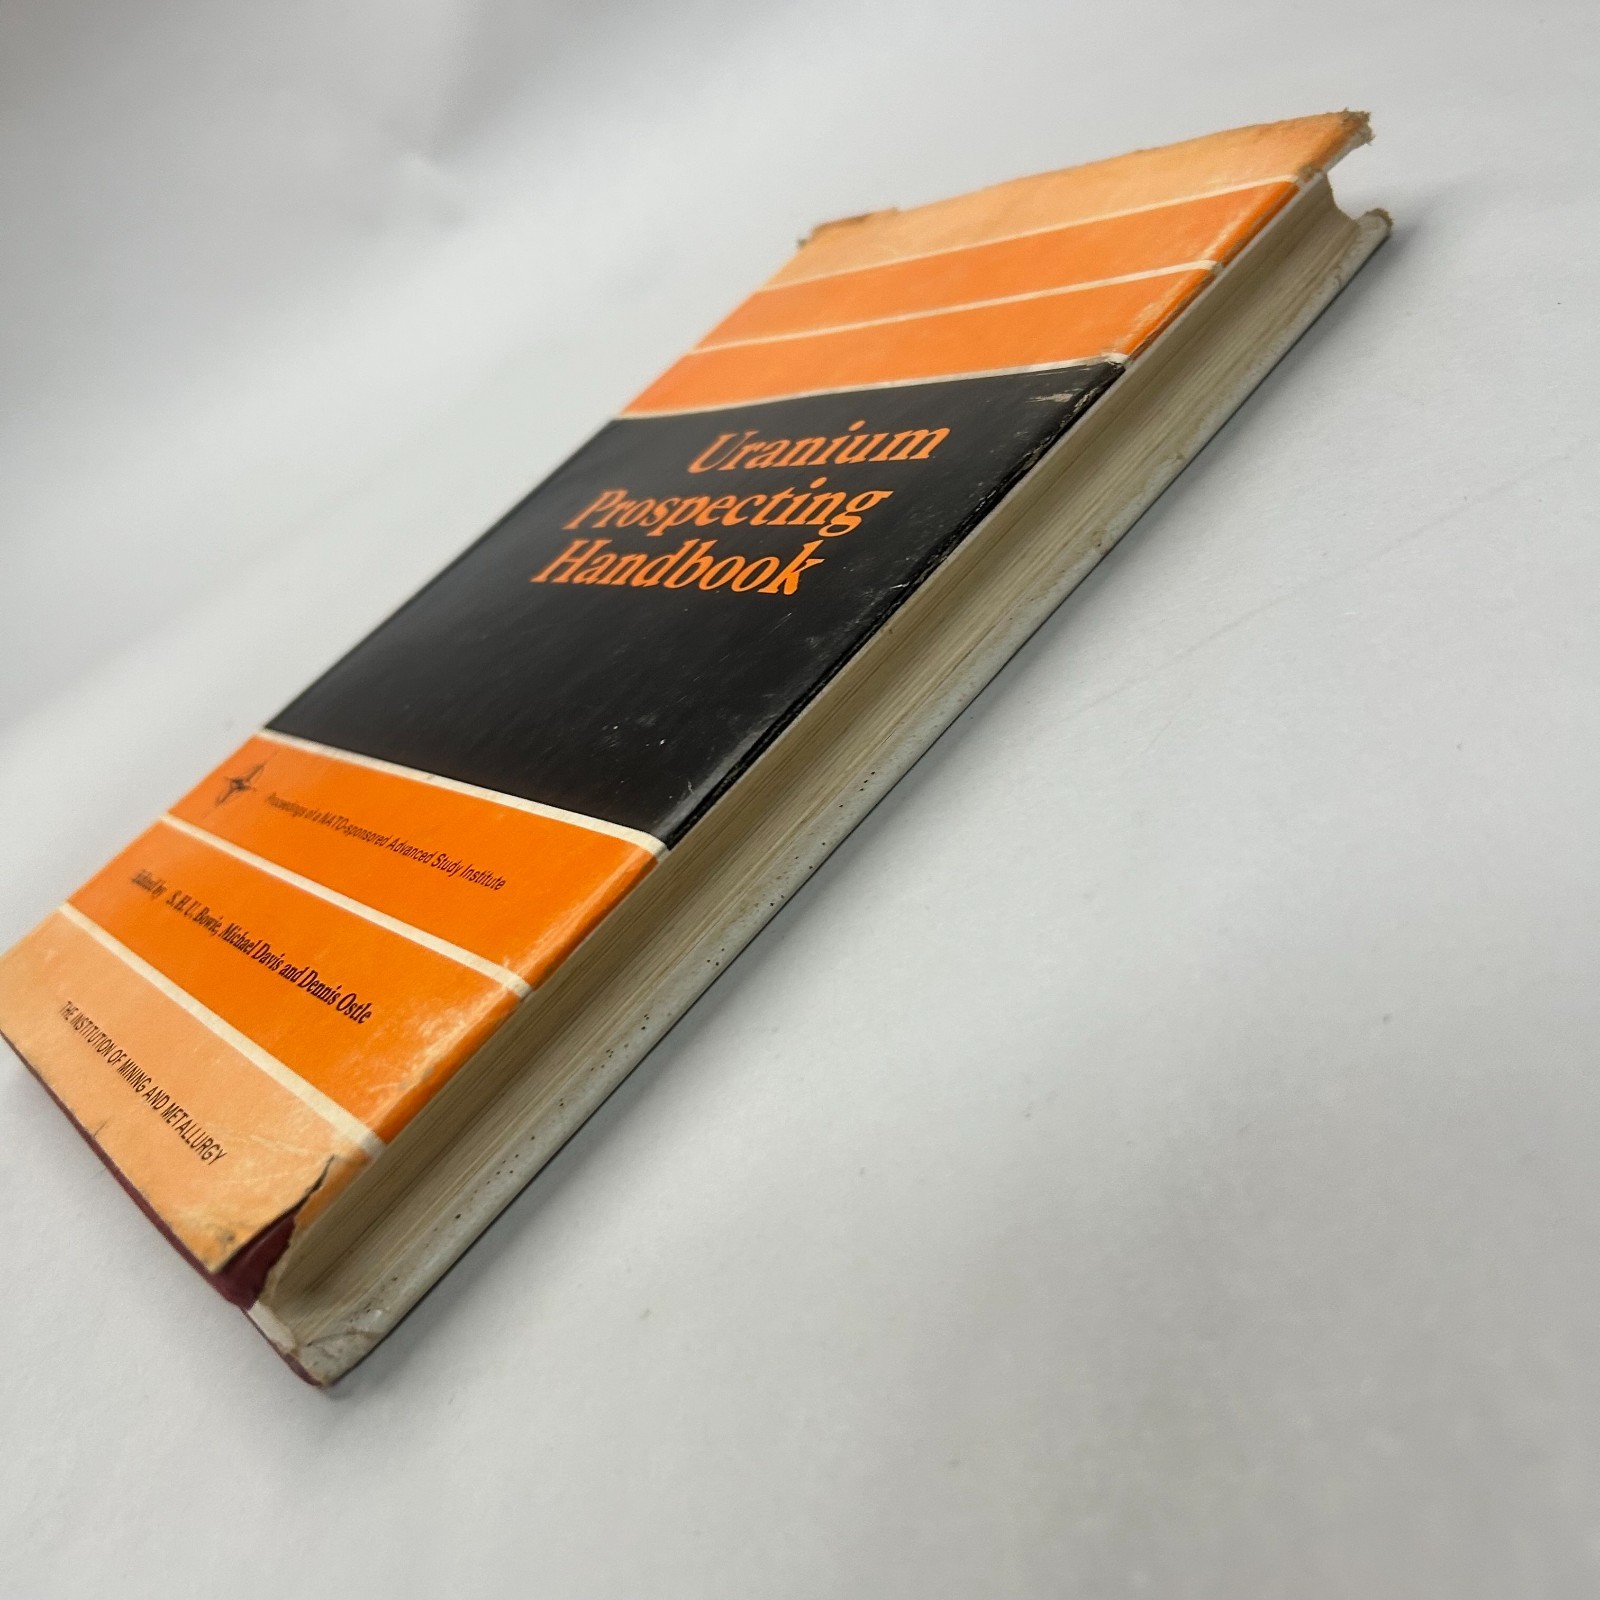 Uranium
Prospecting
Handbook
Proceedings of a NATO-sponsored Advanced Study Institute
Edited by S. H. U. Bowie, Michael Davis and Dennis Ostle
THE INSTITUTION OF MINING AND METALLURGY